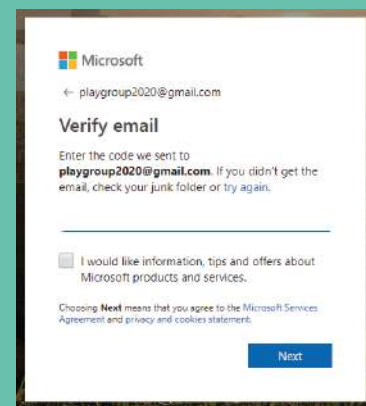 Microsoft
← playgroup2020@gmail.com
Verify email
Enter the code we sent to
playgroup2020@gmail.com. If you didn't get the
email, check your junk folder or try again.
I would like information, tips and offers about
Microsoft products and services.
Choosing Next means that you agree to the Microsoft Services
Agreement and privacy and cookies statement.
Next